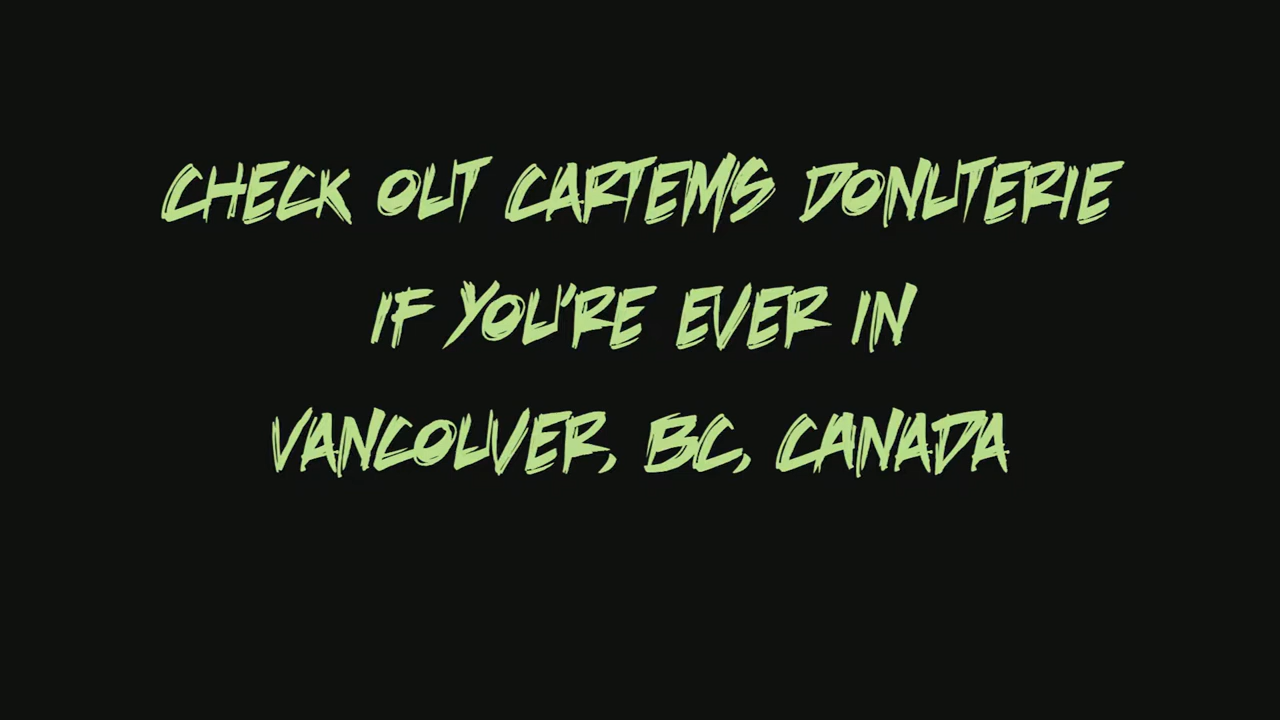 CHECK OUT CARTEMS DONUTERIE
IF YOU'RE EVER IN
VANCOUVER, BC, CANADA